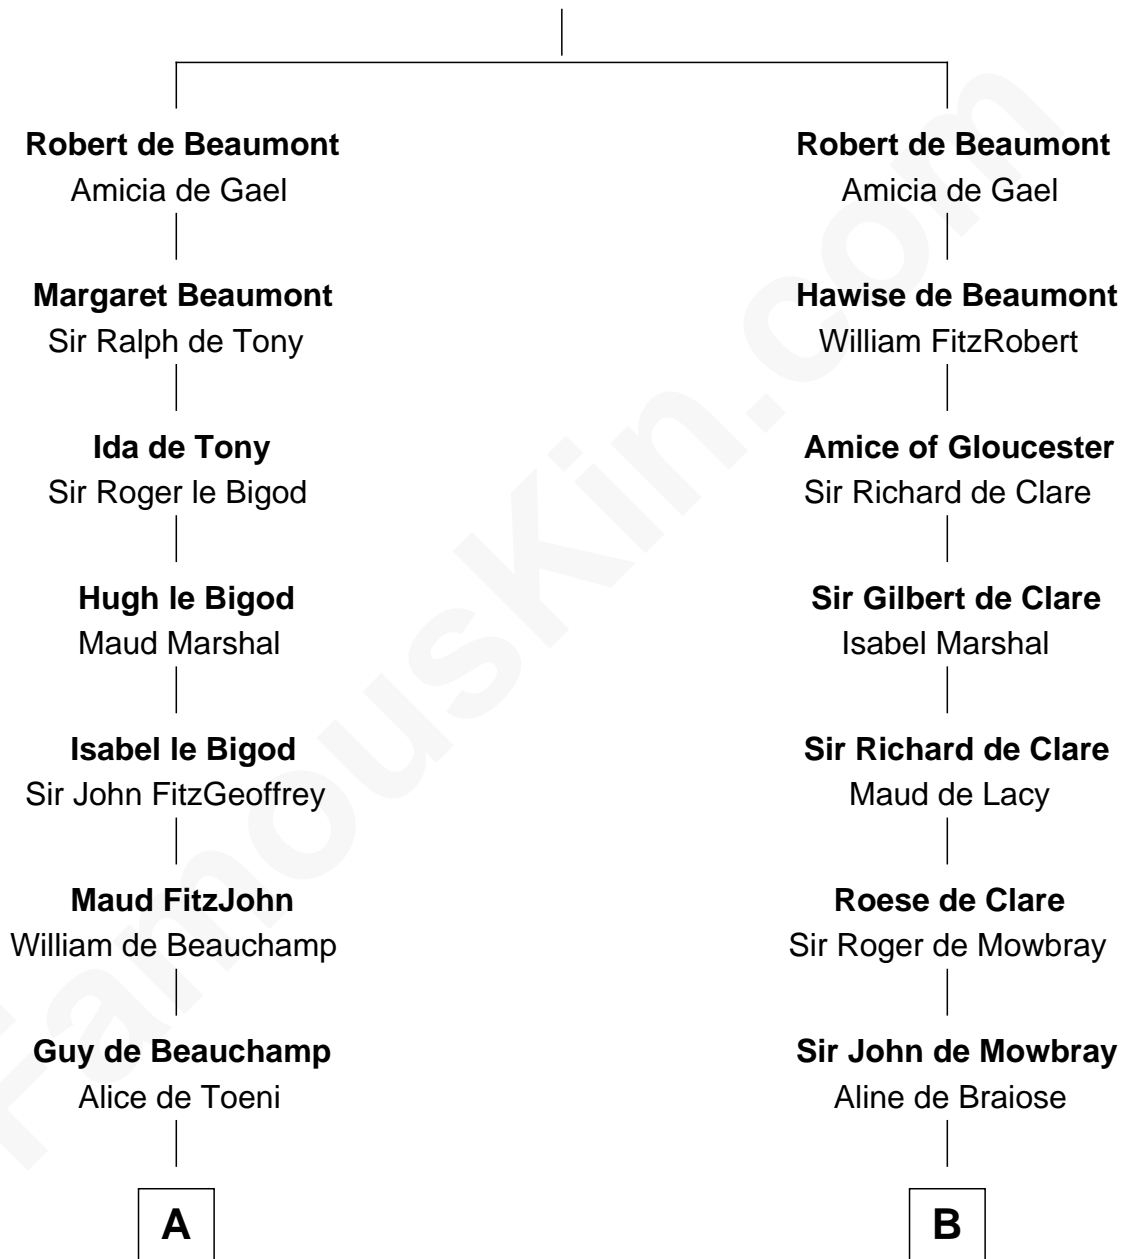 Robert de Beaumont
Amicia de Gael
Margaret Beaumont
Sir Ralph de Tony
Ida de Tony
Sir Roger le Bigod
Hugh le Bigod
Maud Marshal
Isabel le Bigod
Sir John FitzGeoffrey
Maud FitzJohn
William de Beauchamp
Guy de Beauchamp
Alice de Toeni
A
Robert de Beaumont
Amicia de Gael
Hawise de Beaumont
William FitzRobert
Amice of Gloucester
Sir Richard de Clare
Sir Gilbert de Clare
Isabel Marshal
Sir Richard de Clare
Maud de Lacy
Roese de Clare
Sir Roger de Mowbray
Sir John de Mowbray
Aline de Braiose
B
FamousKin.com